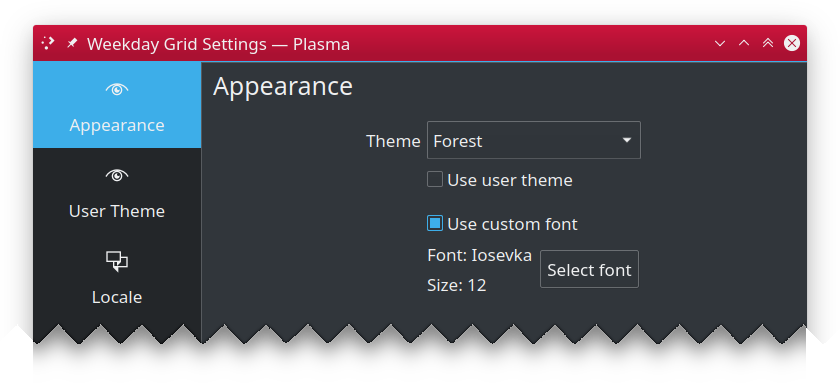 Weekday Grid Settings — Plasma
Appearance
Appearance
Theme Forest
Use user theme
User Theme
Use custom font
Font: Iosevka
Select font
Size: 12
Locale